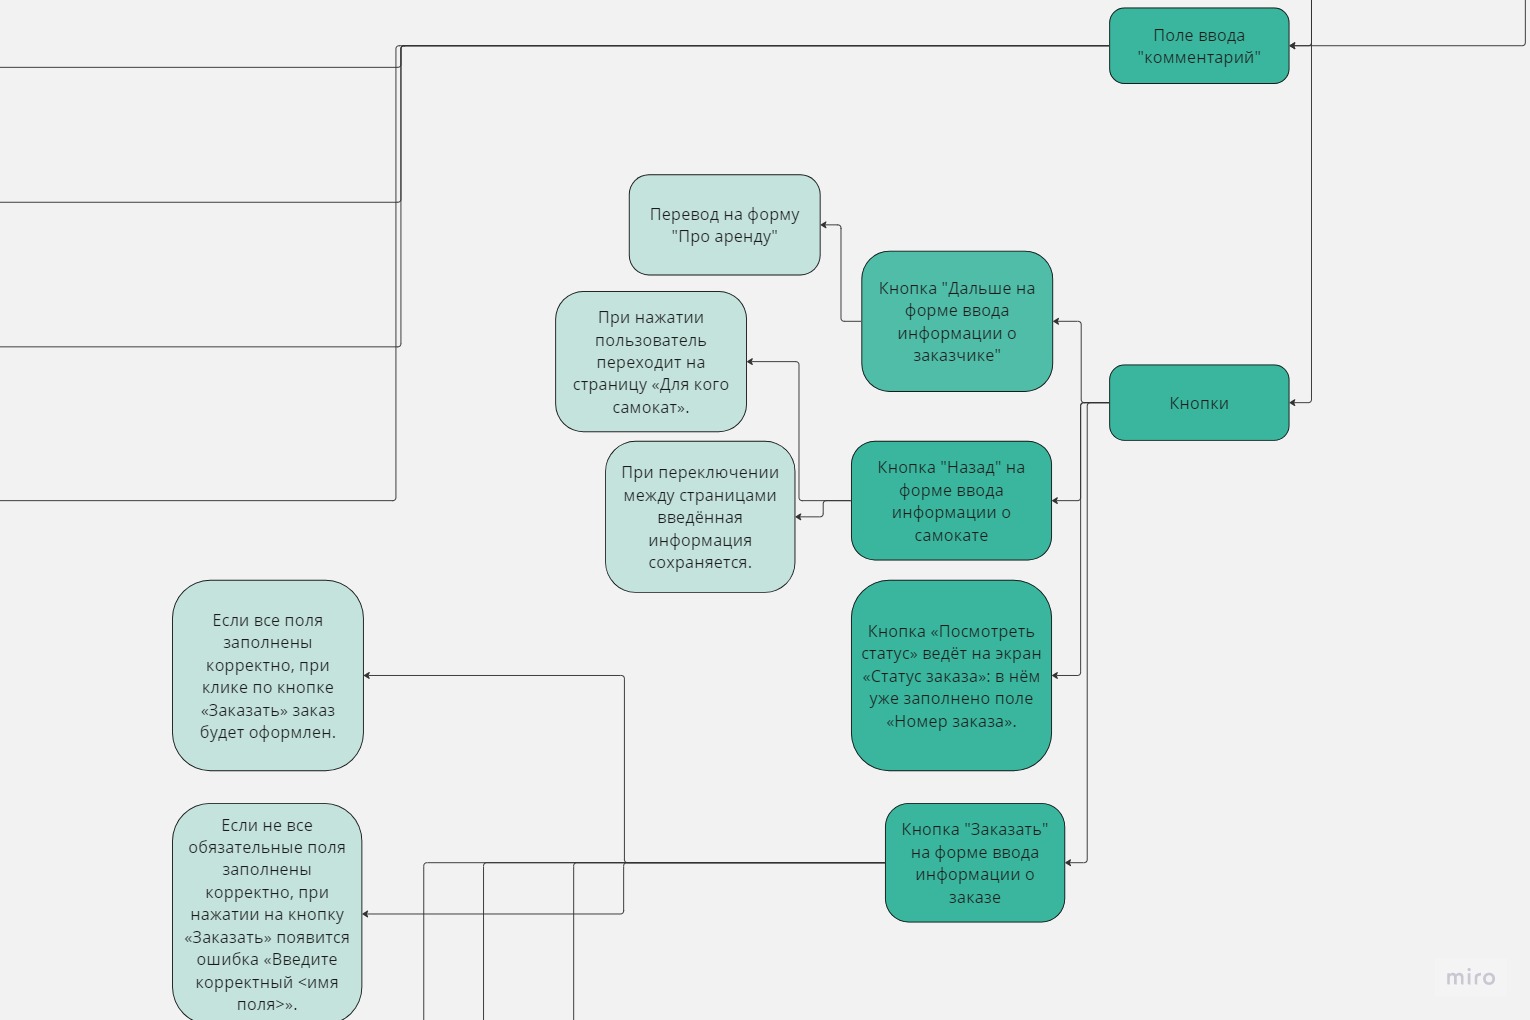 Поле ввода
"комментарий"
Перевод на форму
"Про аренду"
Кнопка "Дальше на
форме ввода
информации о
заказчике"
При нажатии
пользователь
переходит на
страницу «Для кого
самокат».
Кнопки
Кнопка "Назад" на
форме ввода
информации о
самокате
При переключении
между страницами
введённая
информация
сохраняется.
Кнопка «Посмотреть
статус» ведёт на экран
«Статус заказа»: в нём
уже заполнено поле
«Номер заказа».
Если все поля
заполнены
корректно, при
клике по кнопке
«Заказать» заказ
будет оформлен.
Кнопка "Заказать"
на форме ввода
информации о
заказе
Если не все
обязательные поля
заполнены
корректно, при
нажатии на кнопку
«Заказать» появится
ошибка «Введите
корректный <имя
поля>».
miro